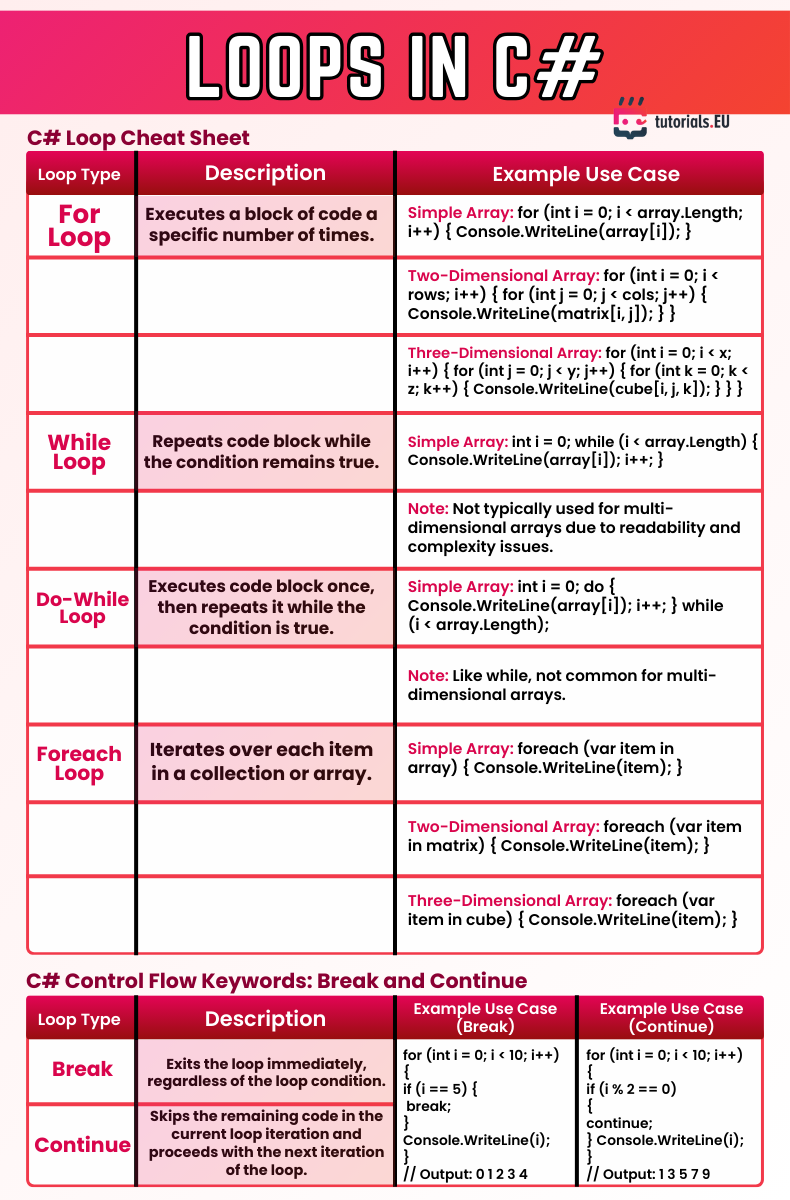 LOOPS IN C#
tutorials.EU
C# Loop Cheat Sheet
Loop Type
Description
Example Use Case
For
Loop
Executes a block of code a
specific number of times.
Simple Array: for (int i = 0; i < array.Length;
i++) { Console.WriteLine(array[i]); }
Two-Dimensional Array: for (int i = 0; i <
rows; i++) { for (int j = 0; j < cols; j++) {
Console.WriteLine(matrix[i, j]); } }
Three-Dimensional Array: for (int i = 0; i < x;
i++) { for (int j = 0; j < y; j++) { for (int k = 0; k <
z; k++) { Console.WriteLine(cube[i, j, k]); } } }
While
Loop
Repeats code block while
the condition remains true.
Simple Array: int i = 0; while (i < array.Length) {
Console.WriteLine(array[i]); i++; }
Note: Not typically used for multi-
dimensional arrays due to readability and
complexity issues.
Do-While
Loop
Executes code block once,
then repeats it while the
condition is true.
Simple Array: int i = 0; do {
Console.WriteLine(array[i]); i++; } while
(i < array.Length);
Note: Like while, not common for multi-
dimensional arrays.
Foreach
Loop
Iterates over each item
in a collection or array.
Simple Array: foreach (var item in
array) { Console.WriteLine(item); }
Two-Dimensional Array: foreach (var item
in matrix) { Console.WriteLine(item); }
Three-Dimensional Array: foreach (var
item in cube) { Console.WriteLine(item); }
C# Control Flow Keywords: Break and Continue
Loop Type
Description
Example Use Case
(Break)
Example Use Case
(Continue)
Break
Exits the loop immediately,
regardless of the loop condition.
Continue
Skips the remaining code in the
current loop iteration and
proceeds with the next iteration
of the loop.
for (int i = 0; i < 10; i++)
{
if (i == 5) {
break;
}
Console.WriteLine(i);
}
// Output: 0 1 2 3 4
for (int i = 0; i < 10; i++)
{
if (i % 2 == 0)
{
continue;
} Console.WriteLine(i);
}
// Output: 1 3 5 7 9